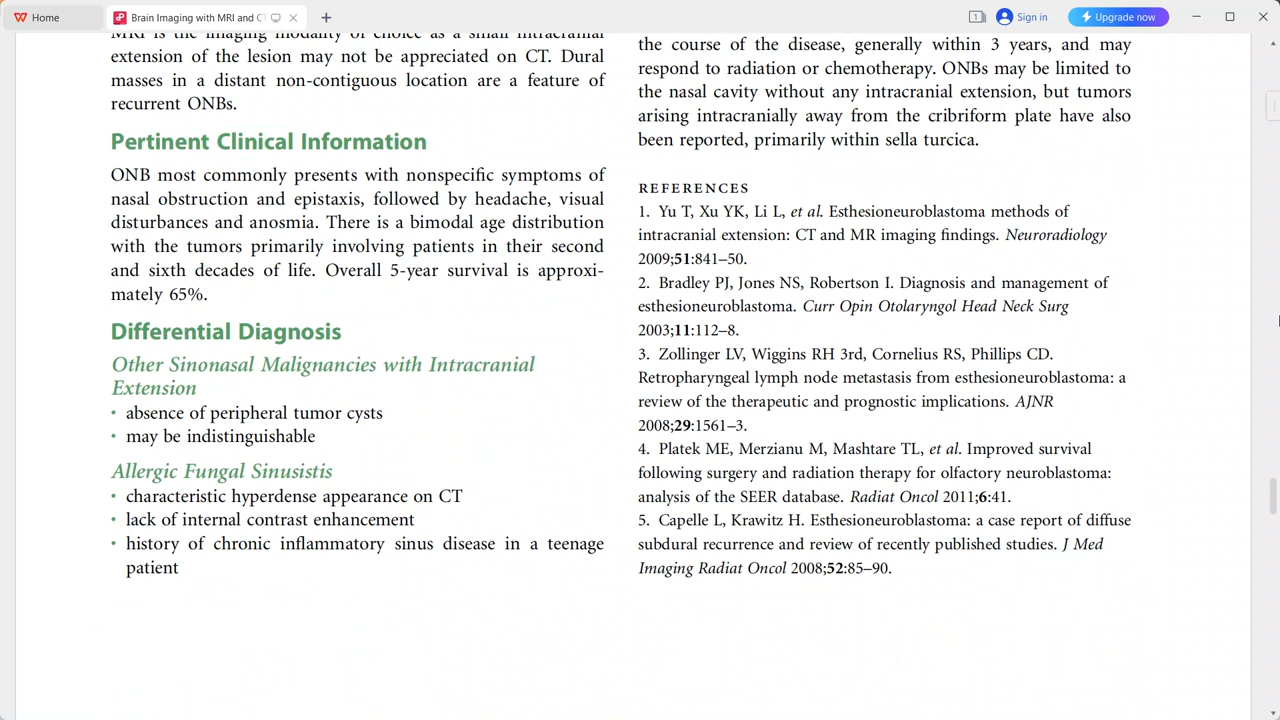 Home
Brain Imaging with MRI and C
1
Sign in
Upgrade now
MRI is the imaging modality of choice as a small intracranial
extension of the lesion may not be appreciated on CT. Dural
masses in a distant non-contiguous location are a feature of
recurrent ONBs.
Pertinent Clinical Information
ONB most commonly presents with nonspecific symptoms of
nasal obstruction and epistaxis, followed by headache, visual
disturbances and anosmia. There is a bimodal age distribution
with the tumors primarily involving patients in their second
and sixth decades of life. Overall 5-year survival is approxi-
mately 65%.
Differential Diagnosis
Other Sinonasal Malignancies with Intracranial
Extension
• absence of peripheral tumor cysts
• may be indistinguishable
Allergic Fungal Sinusistis
• characteristic hyperdense appearance on CT
• lack of internal contrast enhancement
• history of chronic inflammatory sinus disease in a teenage
patient
the course of the disease, generally within 3 years, and may
respond to radiation or chemotherapy. ONBs may be limited to
the nasal cavity without any intracranial extension, but tumors
arising intracranially away from the cribriform plate have also
been reported, primarily within sella turcica.
REFERENCES
1. Yu T, Xu YK, Li L, et al. Esthesioneuroblastoma methods of
intracranial extension: CT and MR imaging findings. Neuroradiology
2009;51:841–50.
2. Bradley PJ, Jones NS, Robertson I. Diagnosis and management of
esthesioneuroblastoma. Curr Opin Otolaryngol Head Neck Surg
2003;11:112–8.
3. Zollinger LV, Wiggins RH 3rd, Cornelius RS, Phillips CD.
Retropharyngeal lymph node metastasis from esthesioneuroblastoma: a
review of the therapeutic and prognostic implications. AJNR
2008;29:1561–3.
4. Platek ME, Merzianu M, Mashtare TL, et al. Improved survival
following surgery and radiation therapy for olfactory neuroblastoma:
analysis of the SEER database. Radiat Oncol 2011;6:41.
5. Capelle L, Krawitz H. Esthesioneuroblastoma: a case report of diffuse
subdural recurrence and review of recently published studies. J Med
Imaging Radiat Oncol 2008;52:85–90.